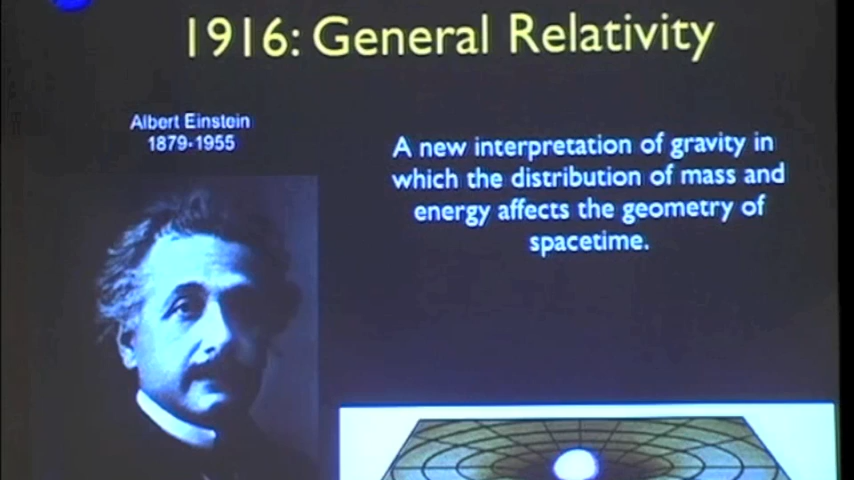 1916: General Relativity
Albert Einstein
1879-1955
A new interpretation of gravity in
which the distribution of mass and
energy affects the geometry of
spacetime.